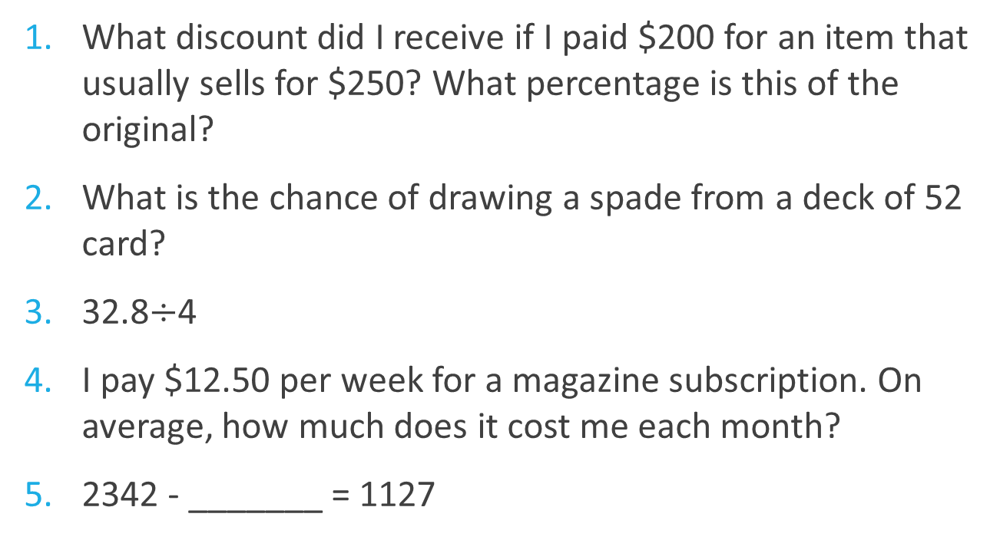 1. What discount did I receive if I paid $200 for an item that
usually sells for $250? What percentage is this of the
original?
2. What is the chance of drawing a spade from a deck of 52
card?
3. 32.8÷4
4. I pay $12.50 per week for a magazine subscription. On
average, how much does it cost me each month?
5. 2342 - _______ = 1127